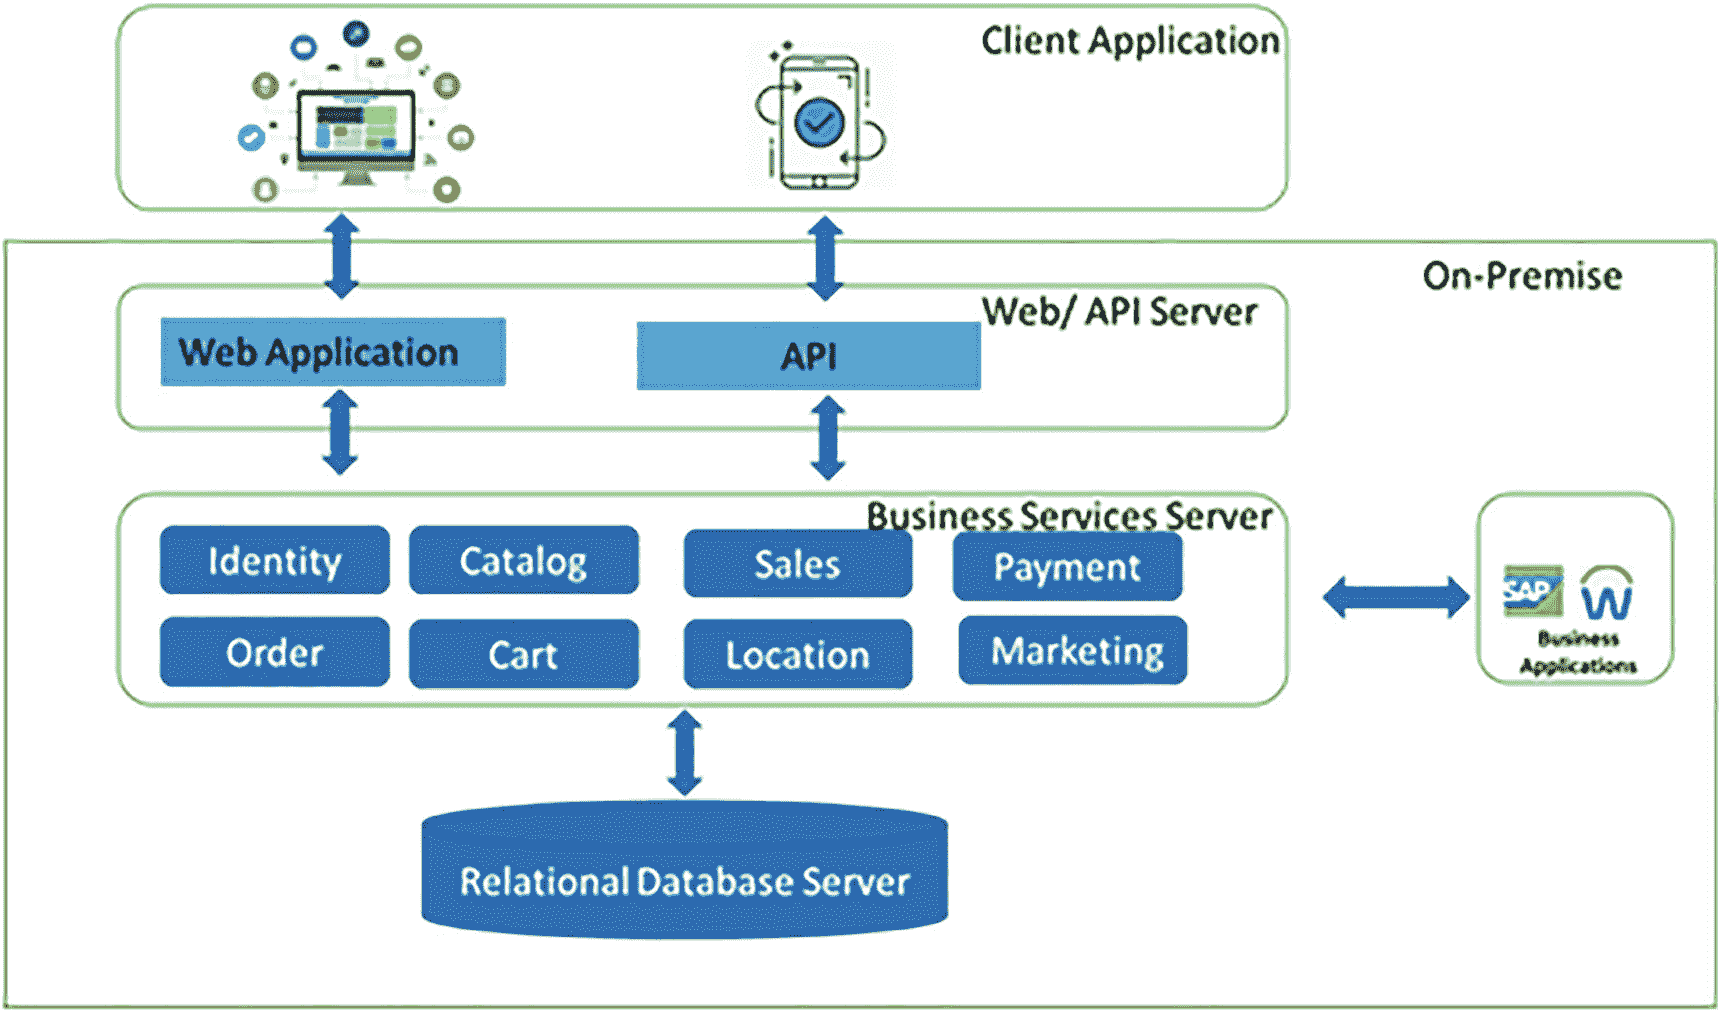 Client Application
On-Premise
Web/ API Server
Web Application
API
Business Services Server
Identity
Catalog
Sales
Payment
Order
Cart
Location
Marketing
SAP
W
Business
Applications
Relational Database Server